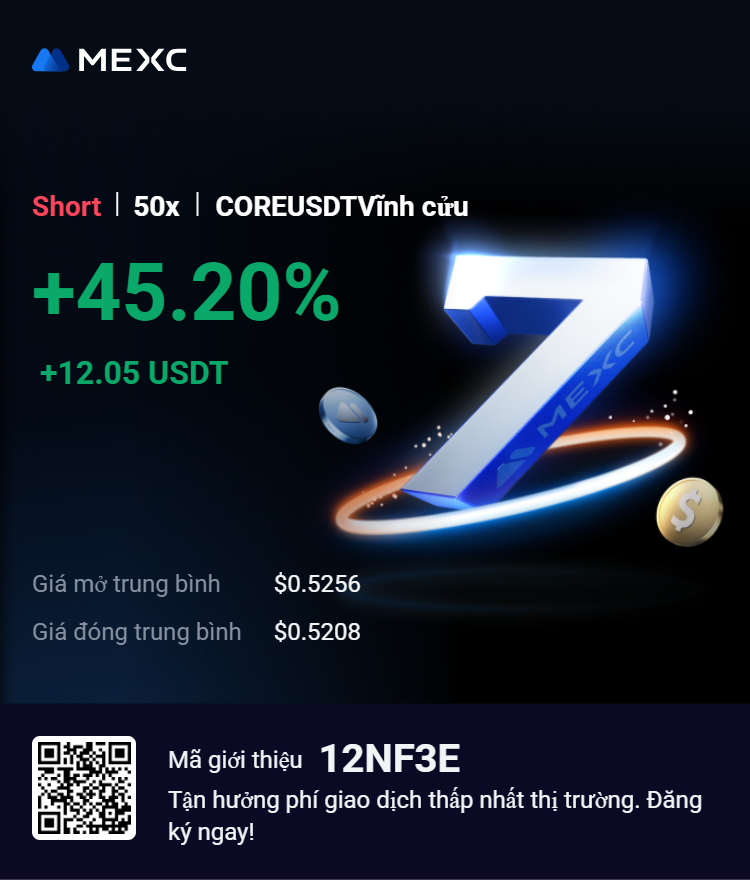 MEXC
Short | 50x | COREUSDTVĩnh cửu
+45.20%
+12.05 USDT
MEXC
Giá mở trung bình $0.5256
Giá đóng trung bình $0.5208
Mã giới thiệu 12NF3E
Tận hưởng phí giao dịch thấp nhất thị trường. Đăng
ký ngay!